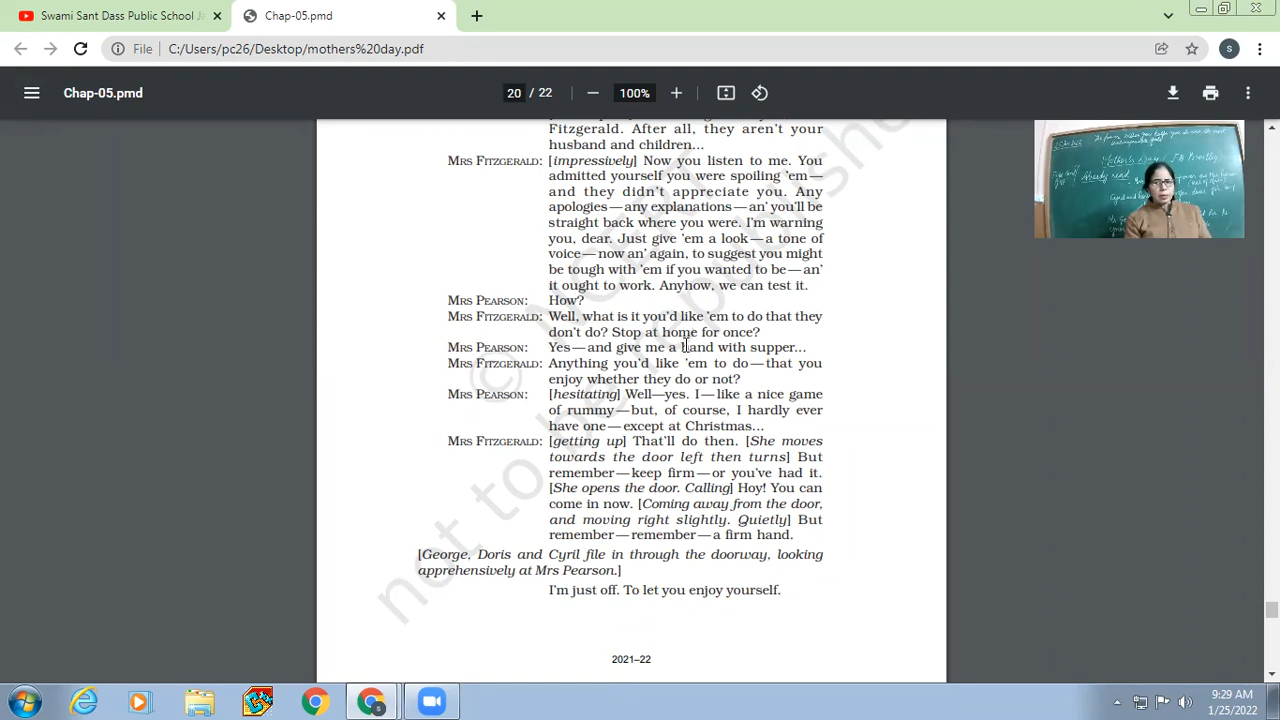 Swami Sant Dass Public School Ja
Chap-05.pmd
File
C:/Users/pc26/Desktop/mothers%20day.pdf
S
Chap-05.pmd
20 / 22
100%
Fitzgerald. After all, they aren't your
husband and children...
MRS FITZGERALD: [impressively] Now you listen to me. You
admitted yourself you were spoiling 'em—
and they didn't appreciate you. Any
apologies—any explanations—an' you'll be
straight back where you were. I'm warning
you, dear. Just give 'em a look—a tone of
voice—now an' again, to suggest you might
be tough with 'em if you wanted to be—an'
it ought to work. Anyhow, we can test it.
MRS PEARSON: How?
MRS FITZGERALD: Well, what is it you'd like 'em to do that they
don't do? Stop at home for once?
MRS PEARSON: Yes—and give me a hand with supper...
MRS FITZGERALD: Anything you'd like 'em to do—that you
enjoy whether they do or not?
MRS PEARSON: [hesitating] Well—yes. I—like a nice game
of rummy—but, of course, I hardly ever
have one—except at Christmas...
MRS FITZGERALD: [getting up] That'll do then. [She moves
towards the door left then turns] But
remember—keep firm—or you've had it.
[She opens the door. Calling] Hoy! You can
come in now. [Coming away from the door,
and moving right slightly. Quietly] But
remember—remember—a firm hand.
[George, Doris and Cyril file in through the doorway, looking
apprehensively at Mrs Pearson.]
I'm just off. To let you enjoy yourself.
2021–22
© NCERT
not to be republished
Mother's Day
Already read
9:29 AM
1/25/2022